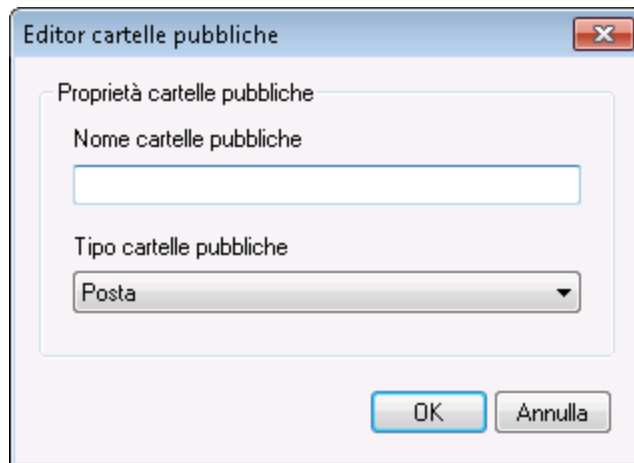 Editor cartelle pubbliche
Proprietà cartelle pubbliche
Nome cartelle pubbliche
Tipo cartelle pubbliche
Posta
OK Annulla